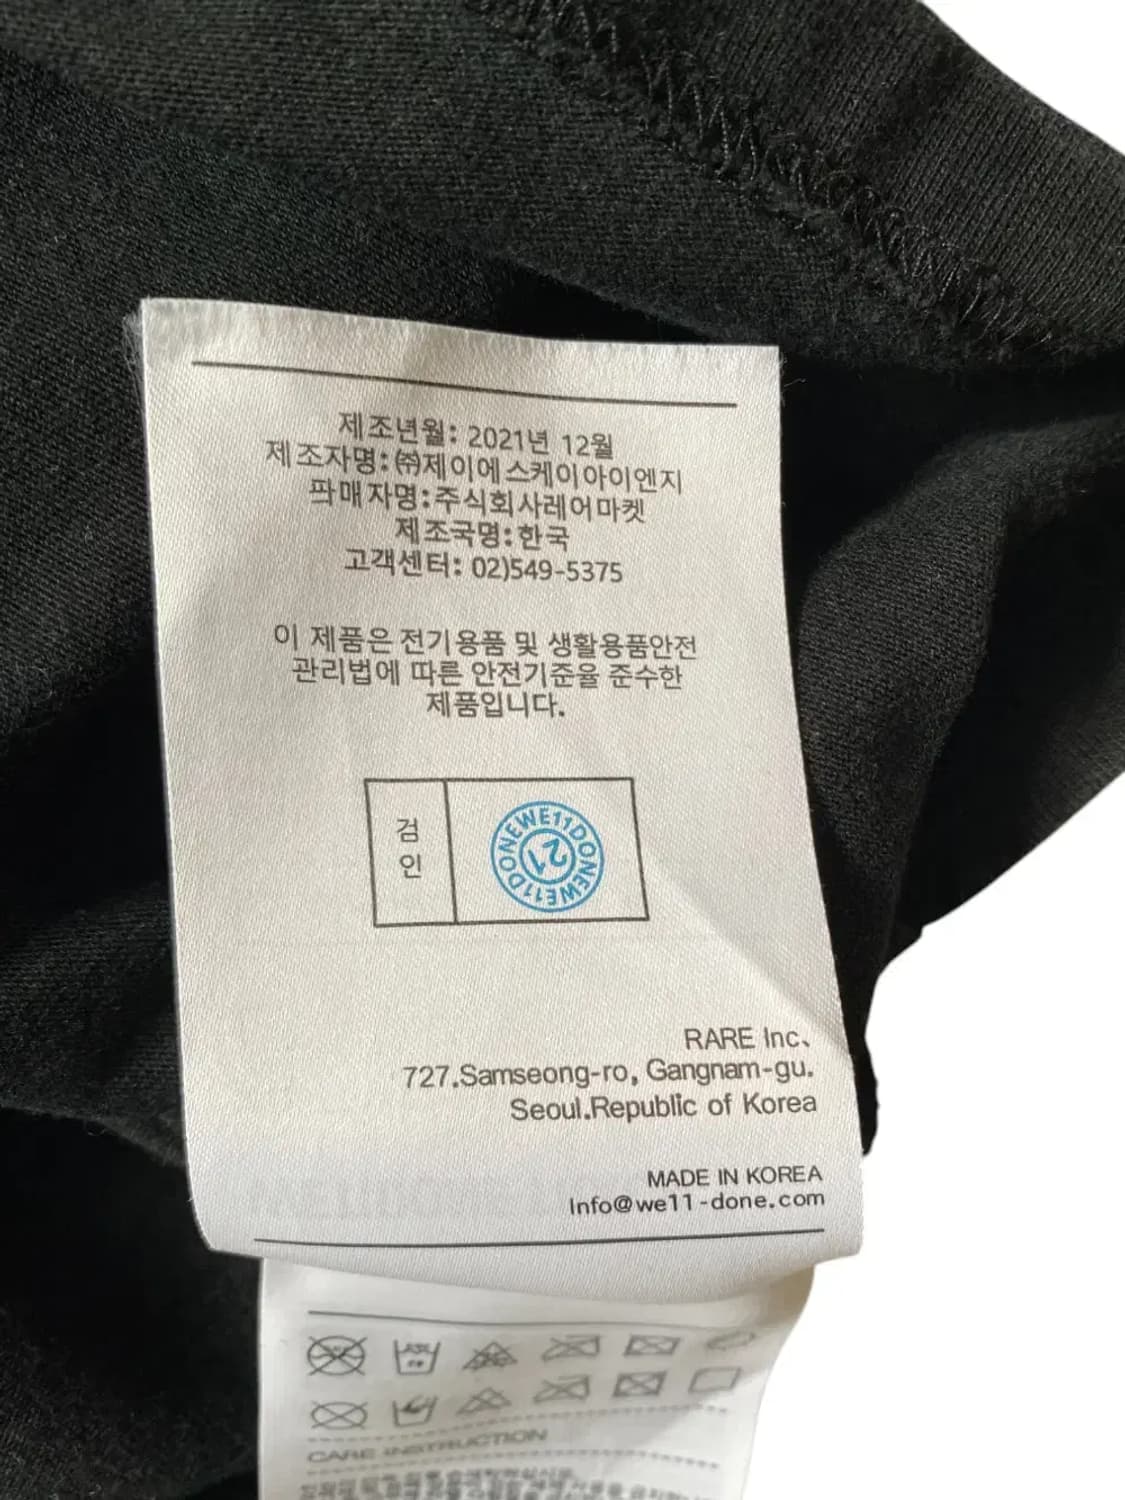 제조년월: 2021년 12월
제조자명:㈜제이에스케이아이엔지
판매자명:주식회사레어마켓
제조국명:한국
고객센터: 02)549-5375
이 제품은 전기용품 및 생활용품안전
관리법에 따른 안전기준율 준수한
제품입니다.
검
인
WE11DONEWE11DONE
21
RARE Inc.
727.Samseong-ro, Gangnam-gu.
Seoul.Republic of Korea
MADE IN KOREA
Info@we11-done.com
CARE INSTRUCTION